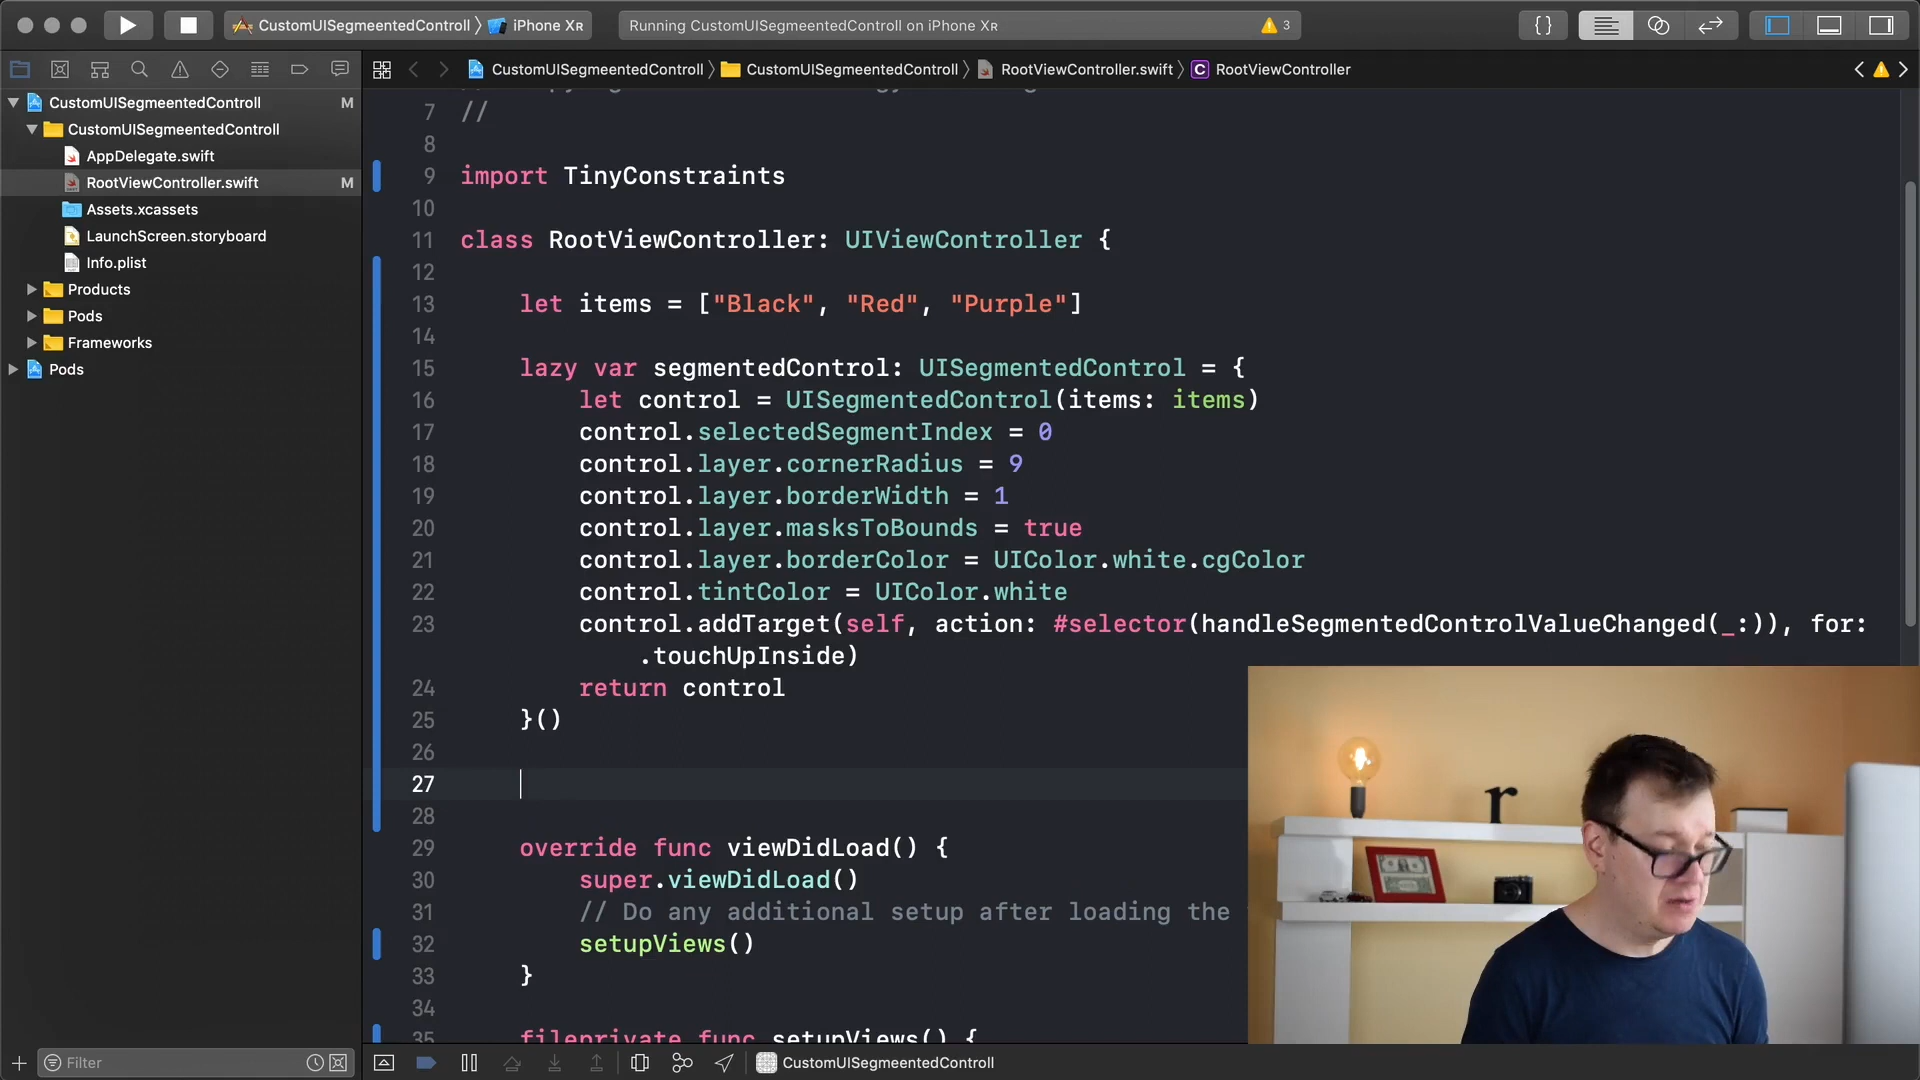 CustomUISegmeentedControll 〉 iPhone XR
Running CustomUISegmeentedControll on iPhone XR
3
{}
CustomUISegmeentedControll 〉 CustomUISegmeentedControll 〉 RootViewController.swift 〉 C RootViewController
CustomUISegmeentedControll M
CustomUISegmeentedControll
AppDelegate.swift
RootViewController.swift M
Assets.xcassets
LaunchScreen.storyboard
Info.plist
Products
Pods
Frameworks
Pods
7 //
8
9 import TinyConstraints
10
11 class RootViewController: UIViewController {
12
13 let items = ["Black", "Red", "Purple"]
14
15 lazy var segmentedControl: UISegmentedControl = {
16 let control = UISegmentedControl(items: items)
17 control.selectedSegmentIndex = 0
18 control.layer.cornerRadius = 9
19 control.layer.borderWidth = 1
20 control.layer.masksToBounds = true
21 control.layer.borderColor = UIColor.white.cgColor
22 control.tintColor = UIColor.white
23 control.addTarget(self, action: #selector(handleSegmentedControlValueChanged(_:)), for:
.touchUpInside)
24 return control
25 }()
26
27
28
29 override func viewDidLoad() {
30 super.viewDidLoad()
31 // Do any additional setup after loading the
32 setupViews()
33 }
34
35 fileprivate func setupViews() {
Filter
CustomUISegmeentedControll